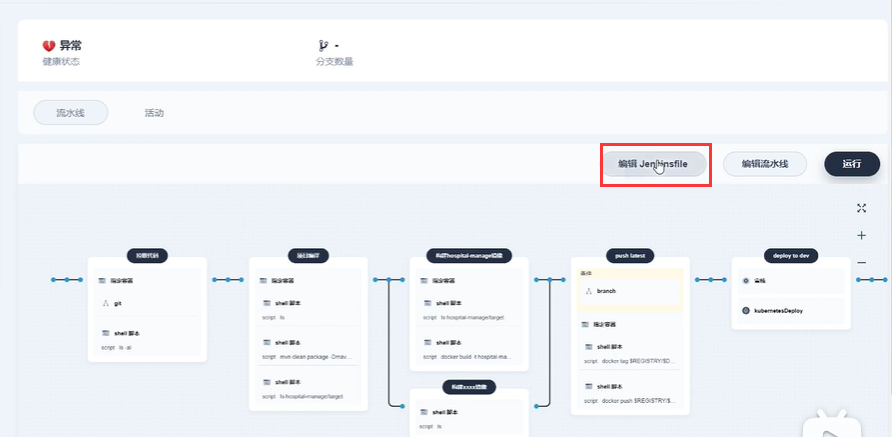 异常
-
健康状态
分支数量
流水线
活动
编辑 Jenkinsfile
编辑流水线
运行
拉取代码
项目编译
构建hospital-manage镜像
push latest
deploy to dev
指定容器
git
shell 脚本
script ls -al
指定容器
shell 脚本
script ls
shell 脚本
script mvn clean package -Dmav...
shell 脚本
script ls hospital-manage/target
指定容器
shell 脚本
script ls hospital-manage/target
shell 脚本
script docker build -t hospital-ma...
构建xxxx镜像
shell 脚本
script ls
条件
branch
指定容器
shell 脚本
script docker tag $REGISTRY/$D...
shell 脚本
script docker push $REGISTRY/$...
审核
kubernetesDeploy